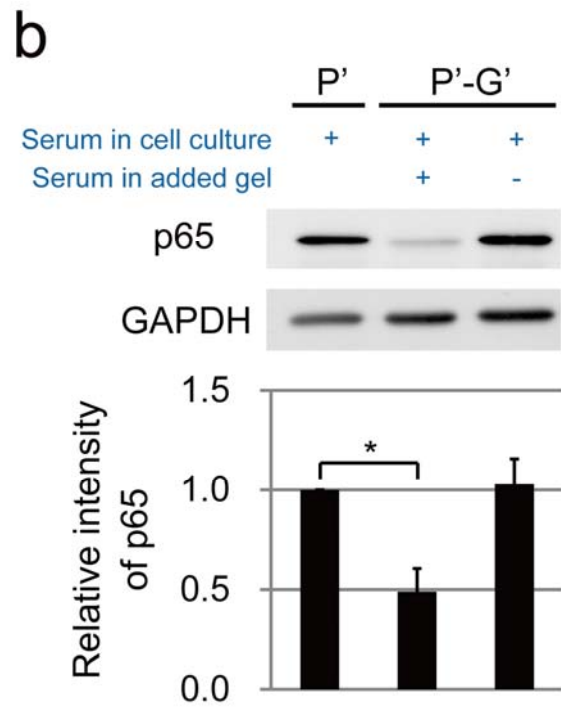 b
P' P'-G'
Serum in cell culture + + +
Serum in added gel + -
p65
GAPDH
1.5
*
1.0
0.5
0.0
Relative intensity
of p65